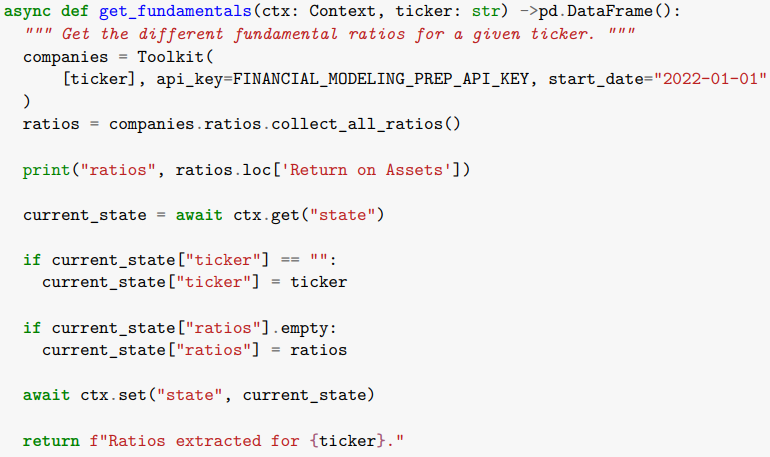 async def get_fundamentals(ctx: Context, ticker: str) ->pd.DataFrame():
  """ Get the different fundamental ratios for a given ticker. """
  companies = Toolkit(
      [ticker], api_key=FINANCIAL_MODELING_PREP_API_KEY, start_date="2022-01-01"
  )
  ratios = companies.ratios.collect_all_ratios()

  print("ratios", ratios.loc['Return on Assets'])

  current_state = await ctx.get("state")

  if current_state["ticker"] == "":
    current_state["ticker"] = ticker

  if current_state["ratios"].empty:
    current_state["ratios"] = ratios

  await ctx.set("state", current_state)

  return f"Ratios extracted for {ticker}."